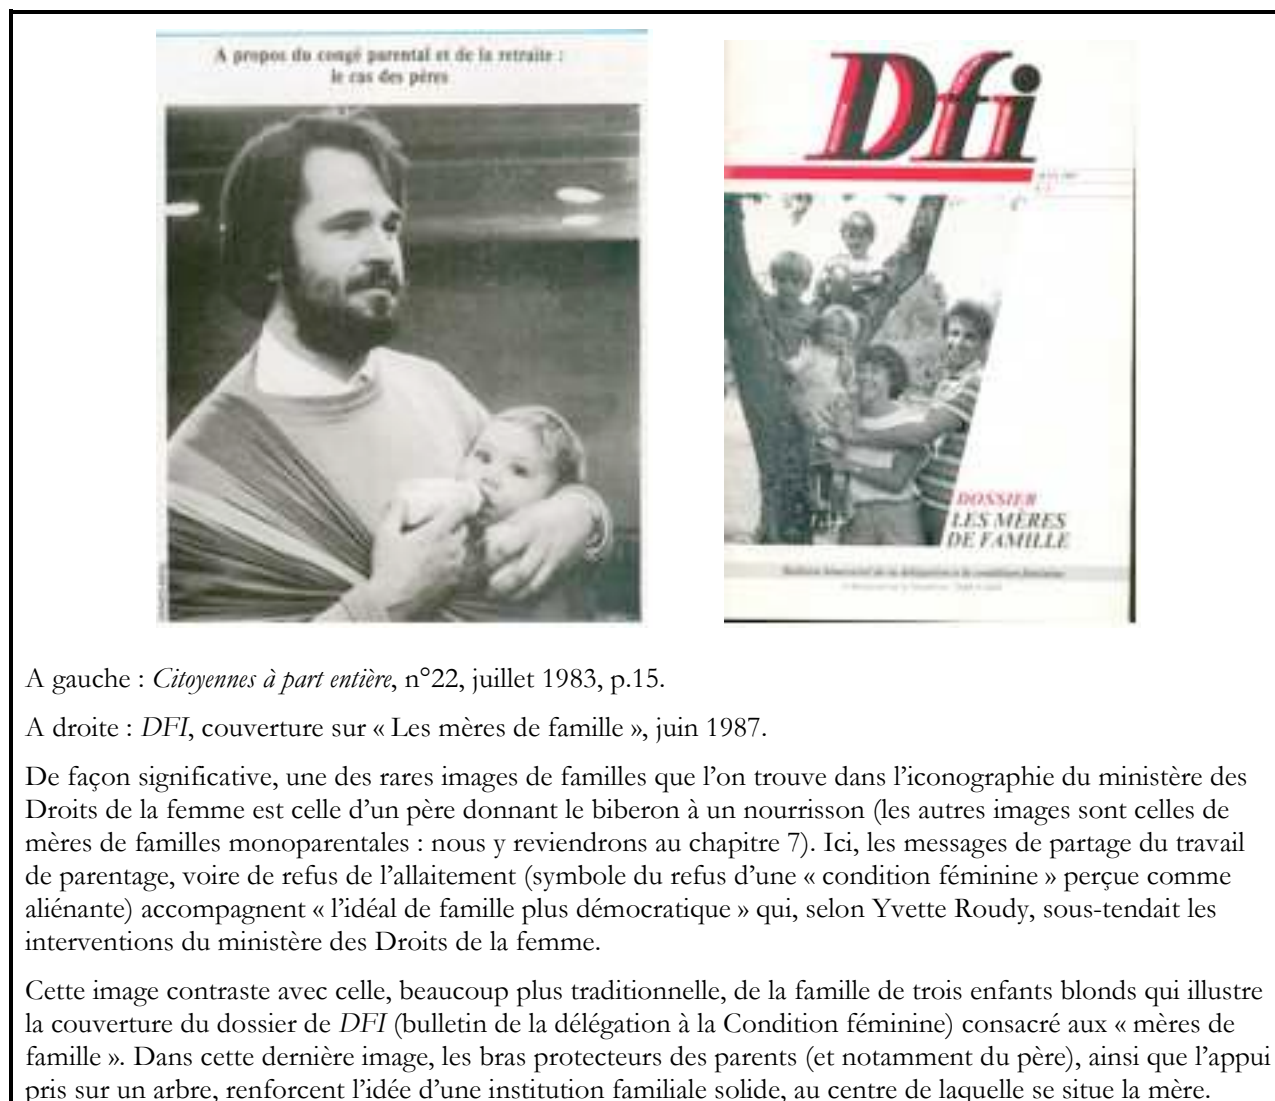 A propos du congé parental et de la retraite :
le cas des pères
Dfi
DOSSIER
LES MÈRES
DE FAMILLE
Bulletin bimestriel de la délégation à la condition féminine
A gauche : Citoyennes à part entière, n°22, juillet 1983, p.15.
A droite : DFI, couverture sur « Les mères de famille », juin 1987.
De façon significative, une des rares images de familles que l’on trouve dans l’iconographie du ministère des
Droits de la femme est celle d’un père donnant le biberon à un nourrisson (les autres images sont celles de
mères de familles monoparentales : nous y reviendrons au chapitre 7). Ici, les messages de partage du travail
de parentage, voire de refus de l’allaitement (symbole du refus d’une « condition féminine » perçue comme
aliénante) accompagnent « l’idéal de famille plus démocratique » qui, selon Yvette Roudy, sous-tendait les
interventions du ministère des Droits de la femme.
Cette image contraste avec celle, beaucoup plus traditionnelle, de la famille de trois enfants blonds qui illustre
la couverture du dossier de DFI (bulletin de la délégation à la Condition féminine) consacré aux « mères de
famille ». Dans cette dernière image, les bras protecteurs des parents (et notamment du père), ainsi que l’appui
pris sur un arbre, renforcent l’idée d’une institution familiale solide, au centre de laquelle se situe la mère.